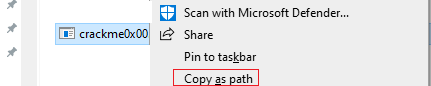 Scan with Microsoft Defender...
crackme0x00
Share
Pin to taskbar
Copy as path